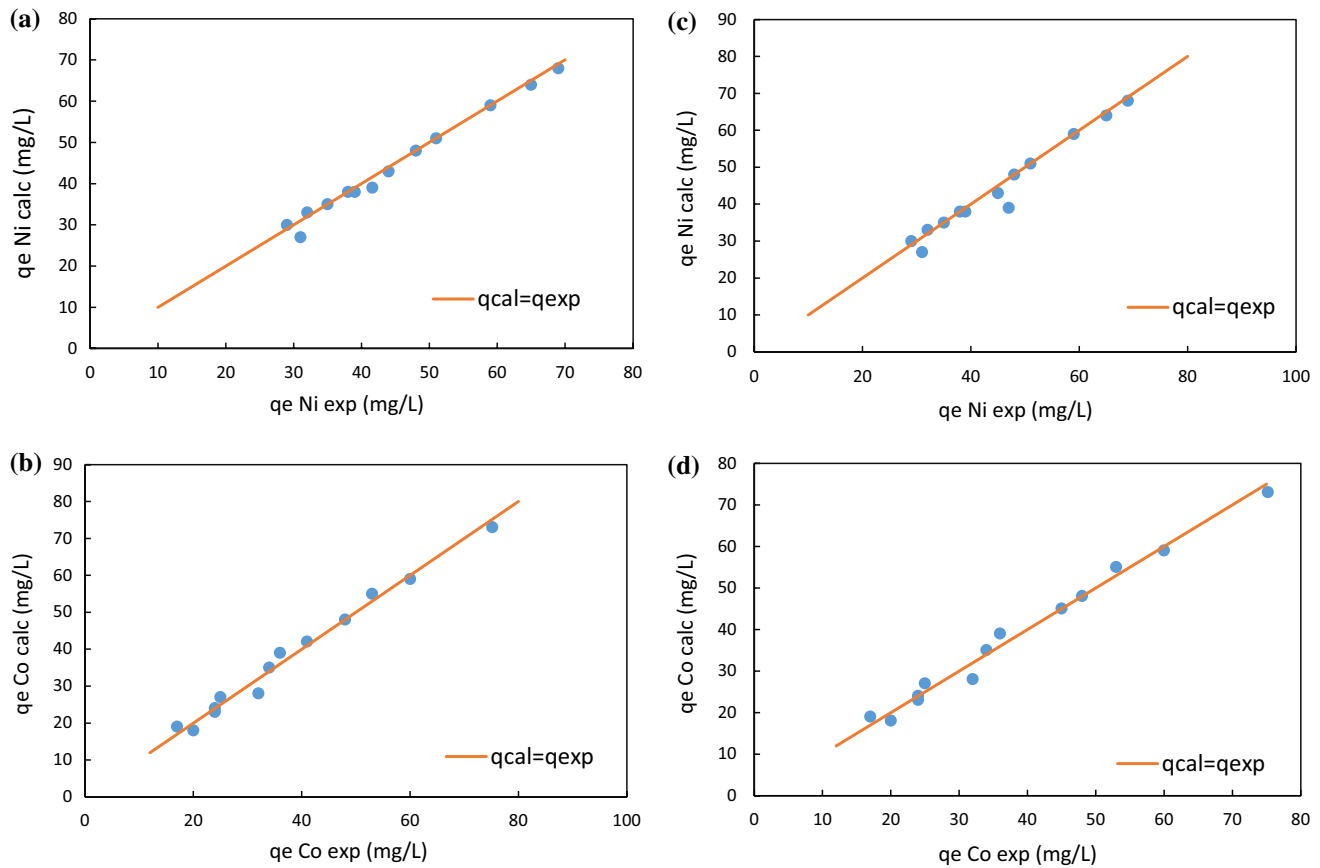 (a)
80
70
60
50
40
30
20
10
0
qe Ni calc (mg/L)
qcal=qexp
0 10 20 30 40 50 60 70 80
qe Ni exp (mg/L)
(c)
90
80
70
60
50
40
30
20
10
0
qe Ni calc (mg/L)
qcal=qexp
0 20 40 60 80 100
qe Ni exp (mg/L)
(b)
90
80
70
60
50
40
30
20
10
0
qe Co calc (mg/L)
qcal=qexp
0 20 40 60 80 100
qe Co exp (mg/L)
(d)
80
70
60
50
40
30
20
10
0
qe Co calc (mg/L)
qcal=qexp
0 10 20 30 40 50 60 70 80
qe Co exp (mg/L)